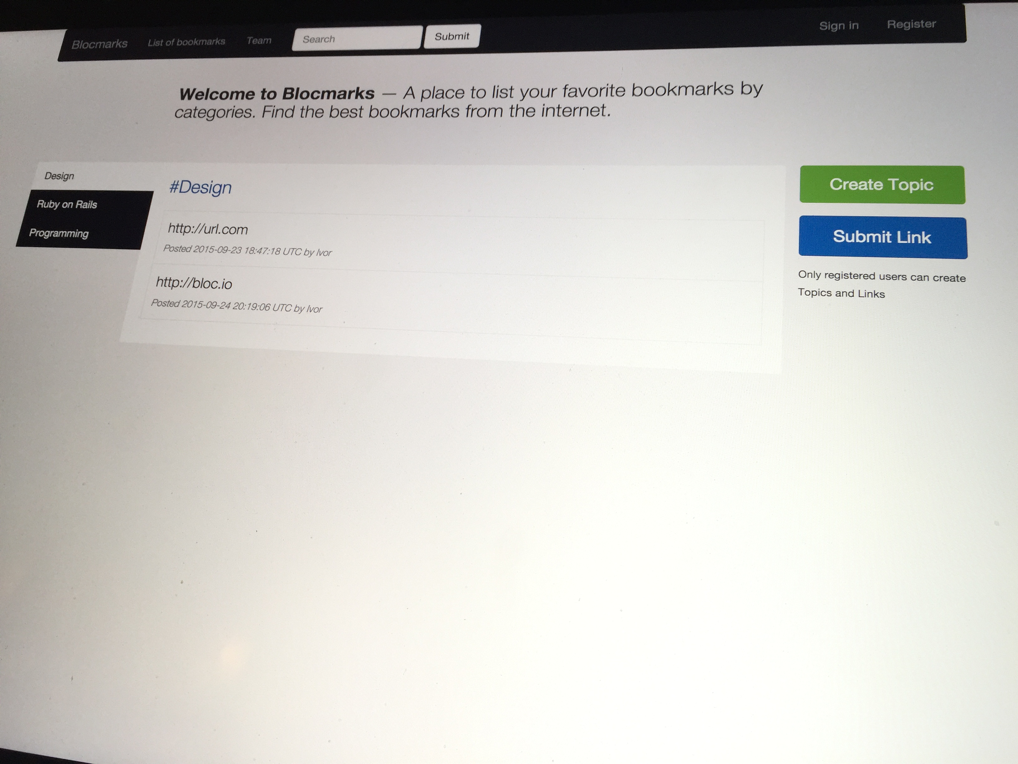 Blocmarks List of bookmarks Team Search Submit Sign in Register
Welcome to Blocmarks — A place to list your favorite bookmarks by
categories. Find the best bookmarks from the internet.
Design
Ruby on Rails
Programming
#Design
http://url.com
Posted 2015-09-23 18:47:18 UTC by Ivor
http://bloc.io
Posted 2015-09-24 20:19:06 UTC by Ivor
Create Topic
Submit Link
Only registered users can create
Topics and Links